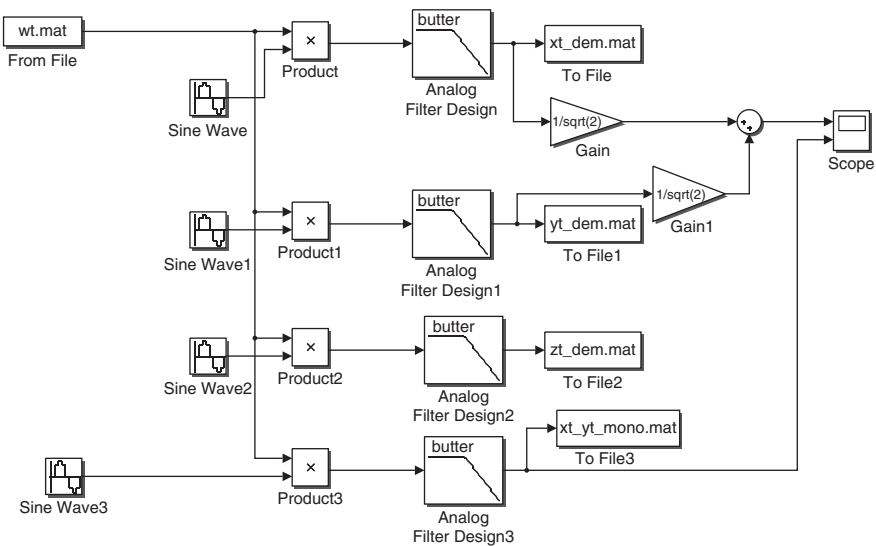 wt.mat
From File
×
Product
butter
Analog
Filter Design
xt_dem.mat
To File
Sine Wave
1/sqrt(2)
Gain
+
+
Scope
Sine Wave1
×
Product1
butter
Analog
Filter Design1
yt_dem.mat
To File1
1/sqrt(2)
Gain1
Sine Wave2
×
Product2
butter
Analog
Filter Design2
zt_dem.mat
To File2
Sine Wave3
×
Product3
butter
Analog
Filter Design3
xt_yt_mono.mat
To File3